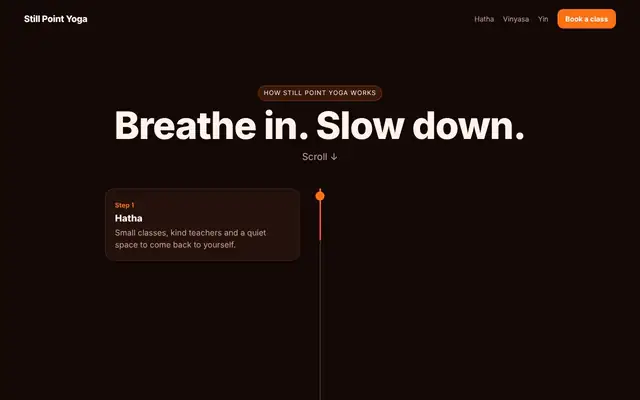 Still Point Yoga
Hatha
Vinyasa
Yin
Book a class
HOW STILL POINT YOGA WORKS
Breathe in. Slow down.
Scroll ↓
Step 1
Hatha
Small classes, kind teachers and a quiet
space to come back to yourself.